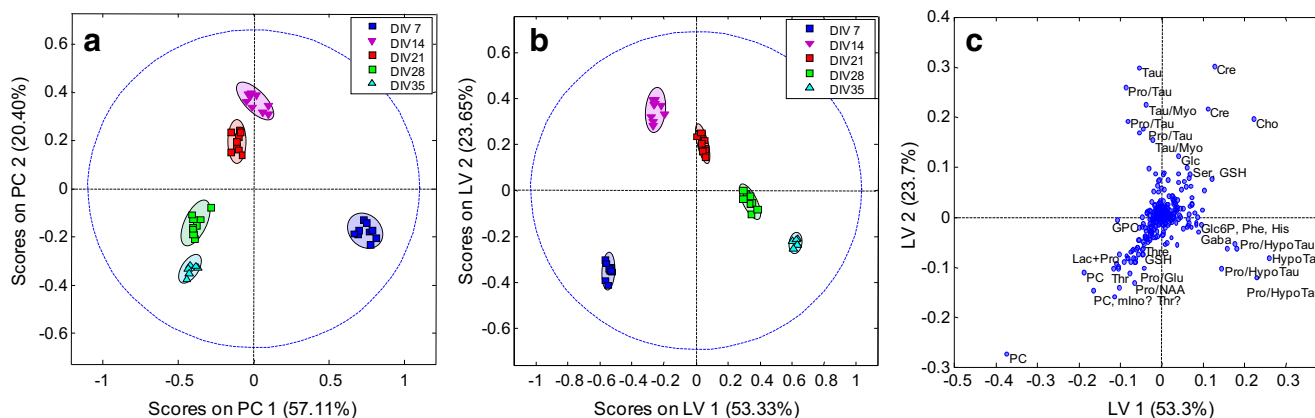 a
0.6
0.4
0.2
0
-0.2
-0.4
-0.6
-1
-0.5
0
0.5
1
Scores on PC 2 (20.40%)
Scores on PC 1 (57.11%)
DIV 7
DIV14
DIV21
DIV28
DIV35
b
0.6
0.4
0.2
0
-0.2
-0.4
-0.6
-1
-0.8
-0.6
-0.4
-0.2
0
0.2
0.4
0.6
0.8
1
Scores on LV 2 (23.65%)
Scores on LV 1 (53.33%)
DIV 7
DIV14
DIV21
DIV28
DIV35
c
0.4
0.3
0.2
0.1
0
-0.1
-0.2
-0.3
-0.5
-0.4
-0.3
-0.2
-0.1
0
0.1
0.2
0.3
LV 2 (23.7%)
LV 1 (53.3%)
Tau
Cre
Pro/Tau
Tau/Myo
Cre
Cho
Pro/Tau
Pro/Tau
Tau/Myo
Glc
Ser, GSH
GPO
Glc6P, Phe, His
Gaba
Pro/HypoTau
Thre
GSH
HypoTa
Lac+Pro
PC
Thr
Pro/Glu
Pro/HypoTau
Pro/NAA
Pro/HypoTa
PC, mIno? Thr?
PC